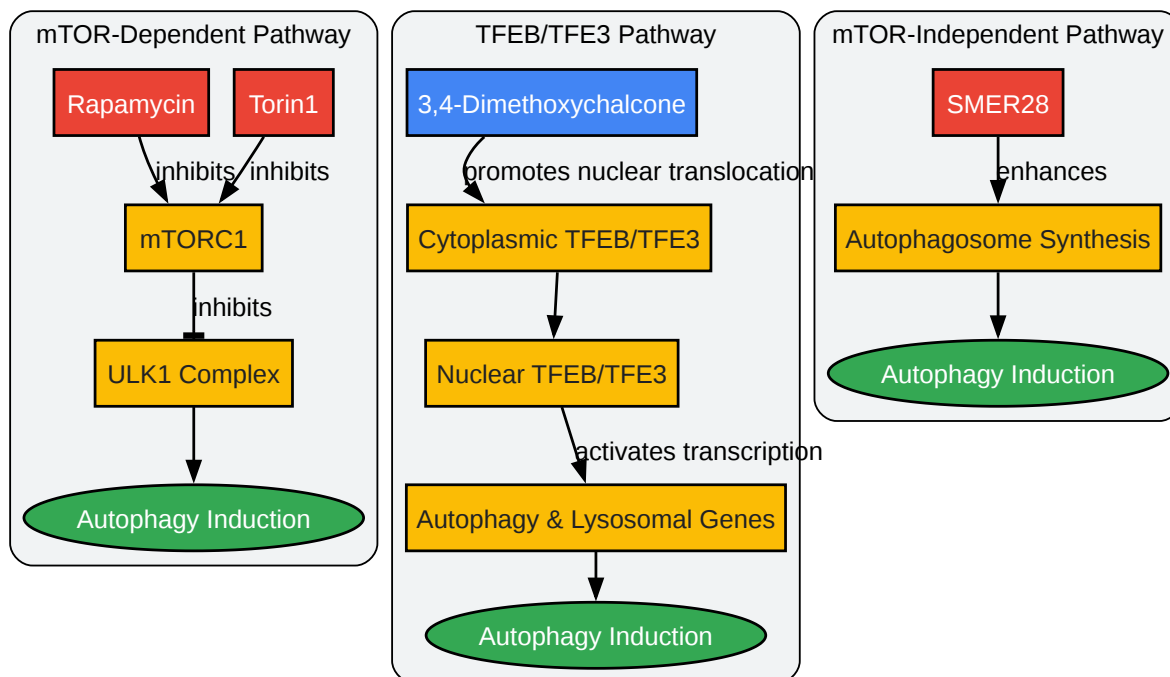 mTOR-Dependent Pathway
Rapamycin
Torin1
inhibits
inhibits
mTORC1
inhibits
ULK1 Complex
Autophagy Induction
TFEB/TFE3 Pathway
3,4-Dimethoxychalcone
promotes nuclear translocation
Cytoplasmic TFEB/TFE3
Nuclear TFEB/TFE3
activates transcription
Autophagy & Lysosomal Genes
Autophagy Induction
mTOR-Independent Pathway
SMER28
enhances
Autophagosome Synthesis
Autophagy Induction